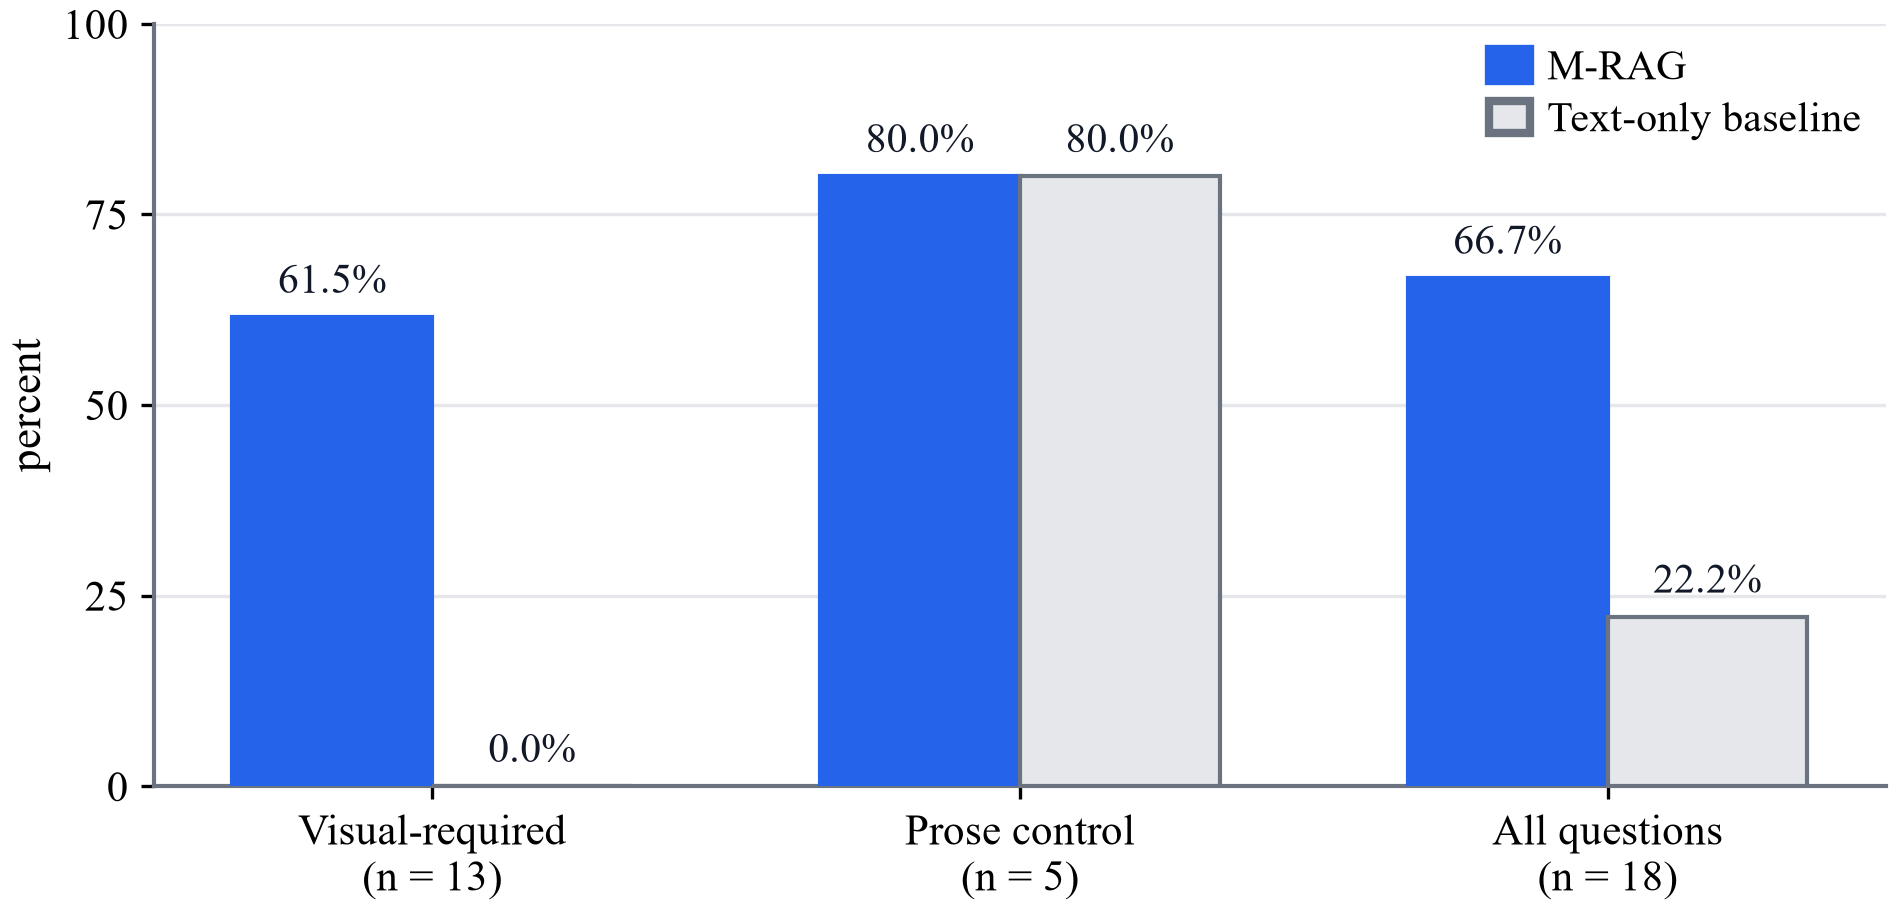 100
75
50
25
0
percent
M-RAG
Text-only baseline
61.5%
0.0%
80.0%
80.0%
66.7%
22.2%
Visual-required
(n = 13)
Prose control
(n = 5)
All questions
(n = 18)